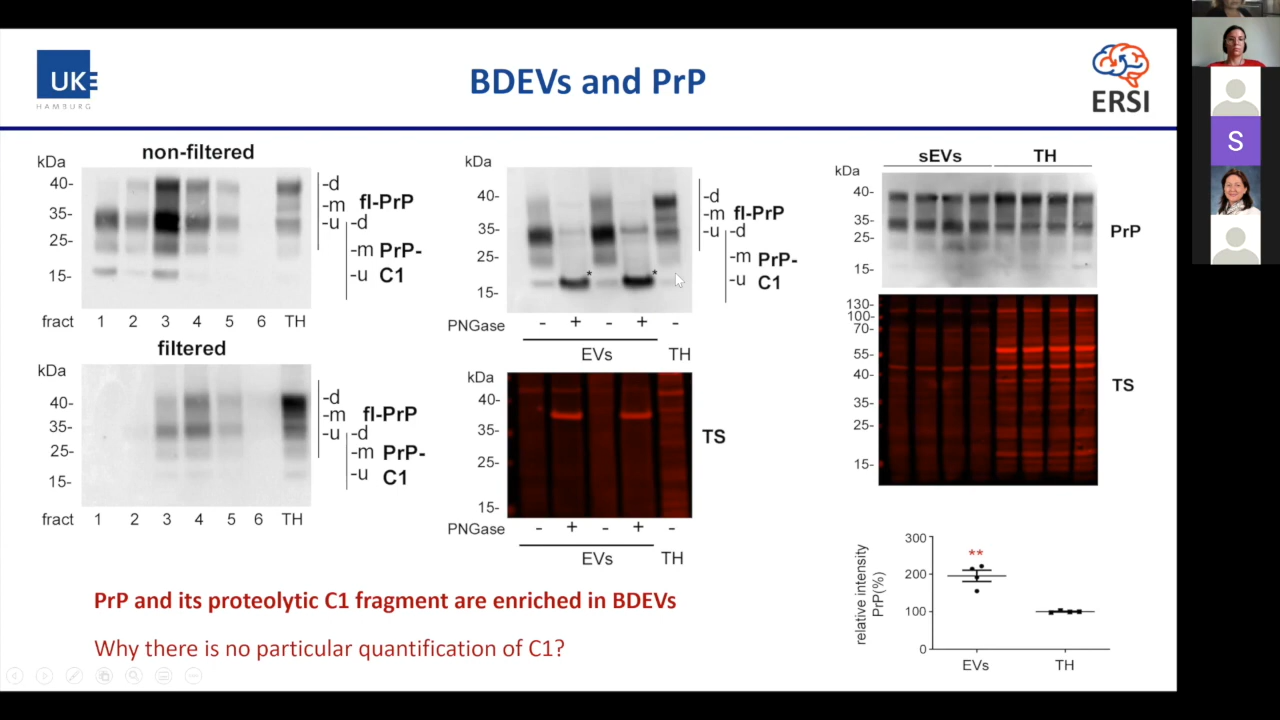 UKE
HAMBURG
BDEVs and PrP
ERSI
non-filtered
kDa
40-
35-
25-
15-
-d
-m fl-PrP
-u -d
-m PrP-
-u C1
fract 1 2 3 4 5 6 TH
filtered
kDa
40-
35-
25-
15-
-d
-m fl-PrP
-u -d
-m PrP-
-u C1
fract 1 2 3 4 5 6 TH
kDa
40-
35-
25-
15-
* *
-d
-m fl-PrP
-u -d
-m PrP-
-u C1
PNGase - + - + -
EVs TH
kDa
40-
35-
25-
15-
TS
PNGase - + - + -
EVs TH
sEVs TH
kDa
40-
35-
25-
15-
PrP
130-
100-
70-
55-
40-
35-
25-
15-
TS
relative intensity
PrP(%)
300
200
100
0
**
EVs TH
PrP and its proteolytic C1 fragment are enriched in BDEVs
Why there is no particular quantification of C1?
S